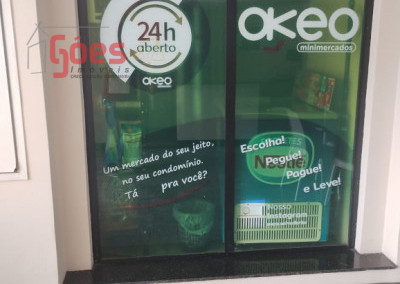 24h
aberto
OKEO
OKEO
minimercados
Góes
Imóveis
Um mercado do seu jeito,
no seu condomínio.
Tá pra você?
Escolha!
Pegue!
Pague!
e Leve!
Nestlé